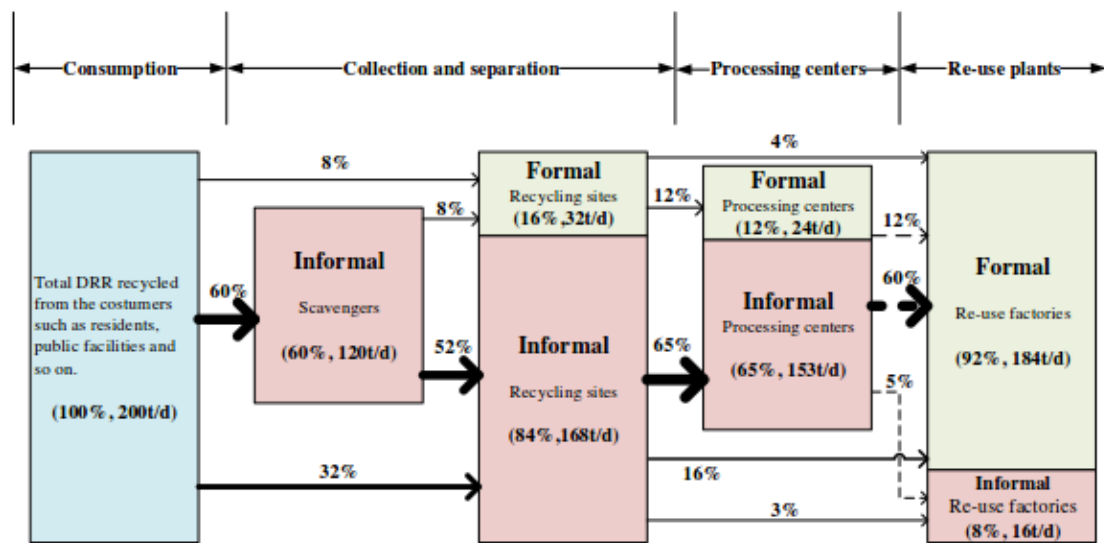 Consumption
Collection and separation
Processing centers
Re-use plants
Total DRR recycled
from the costumers
such as residents,
public facilities and
so on.
(100%, 200t/d)
8%
60%
32%
Informal
Scavengers
(60%, 120t/d)
8%
52%
Formal
Recycling sites
(16%,32t/d)
Informal
Recycling sites
(84%,168t/d)
4%
12%
65%
16%
3%
Formal
Processing centers
(12%, 24t/d)
Informal
Processing centers
(65%, 153t/d)
12%
60%
5%
Formal
Re-use factories
(92%, 184t/d)
Informal
Re-use factories
(8%, 16t/d)